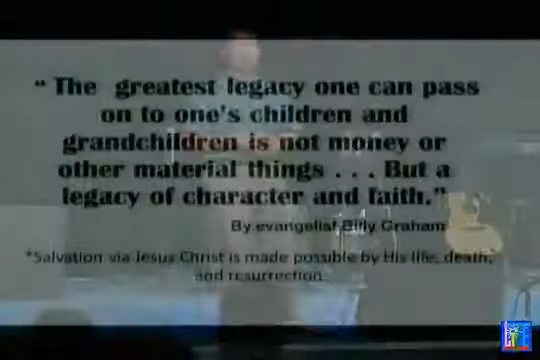 “ The greatest legacy one can pass
on to one's children and
grandchildren is not money or
other material things . . . But a
legacy of character and faith.”
By evangelist Billy Graham
*Salvation via Jesus Christ is made possible by His life, death,
and resurrection.